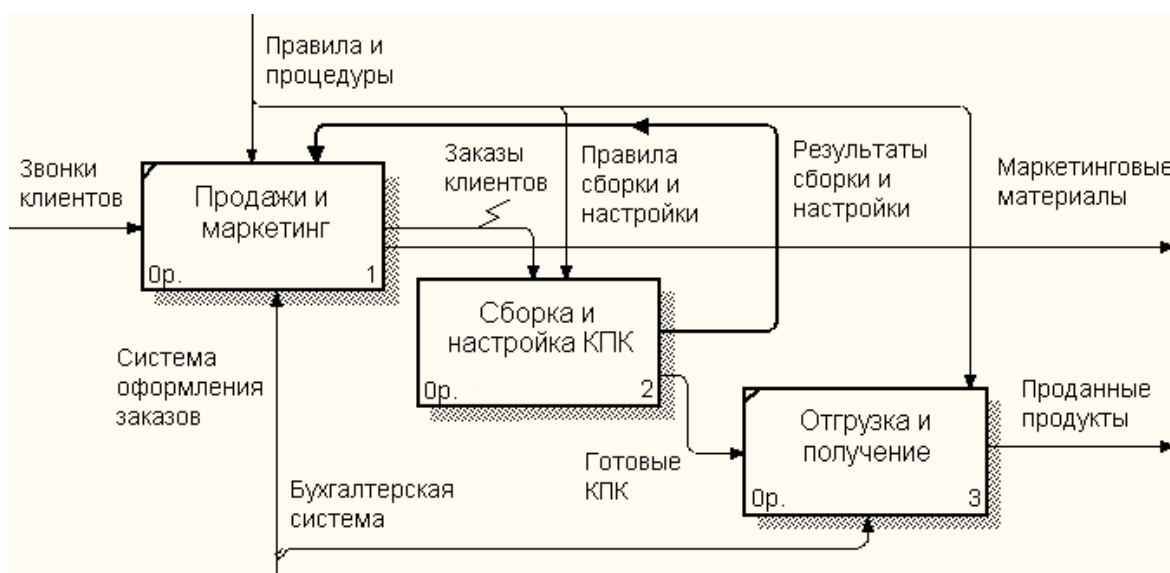 Правила и
процедуры
Звонки
клиентов
Продажи и
маркетинг
0р.
1
Заказы
клиентов
Правила
сборки и
настройки
Результаты
сборки и
настройки
Маркетинговые
материалы
Сборка и
настройка КПК
0р.
2
Система
оформления
заказов
Готовые
КПК
Отгрузка и
получение
0р.
3
Проданные
продукты
Бухгалтерская
система